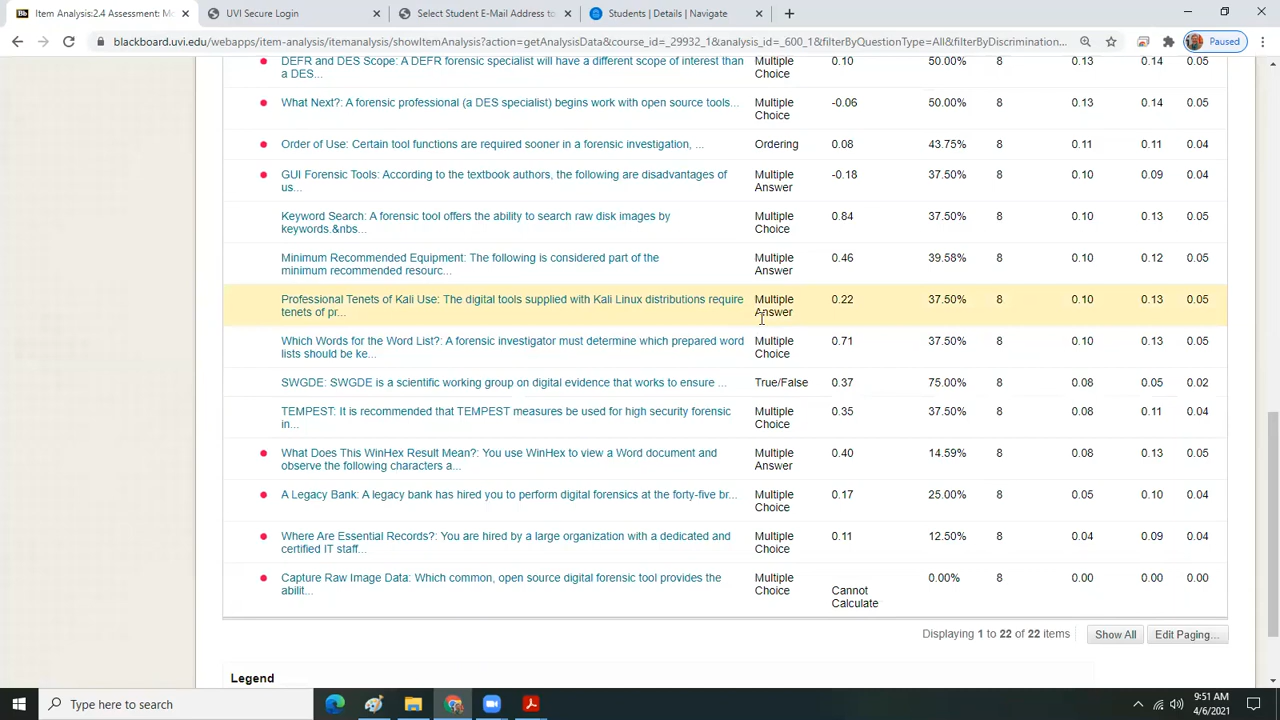 Item Analysis:2.4 Assessment: Mo
UVI Secure Login
Select Student E-Mail Address to
Students | Details | Navigate
blackboard.uvi.edu/webapps/item-analysis/itemanalysis/showItemAnalysis?action=setAnalysisData&course_id=_29932_1&analysis_id=_600_1&filterByQuestionType=All&filterByDiscrimination...
Paused
DEFR and DES Scope: A DEFR forensic specialist will have a different scope of interest than Multiple 0.10 50.00% 8 0.13 0.14 0.05
a DES... Choice
What Next?: A forensic professional (a DES specialist) begins work with open source tools... Multiple -0.06 50.00% 8 0.13 0.14 0.05
Choice
Order of Use: Certain tool functions are required sooner in a forensic investigation, ... Ordering 0.08 43.75% 8 0.11 0.11 0.04
GUI Forensic Tools: According to the textbook authors, the following are disadvantages of Multiple -0.18 37.50% 8 0.10 0.09 0.04
us... Answer
Keyword Search: A forensic tool offers the ability to search raw disk images by Multiple 0.84 37.50% 8 0.10 0.13 0.05
keywords.&nbs... Choice
Minimum Recommended Equipment: The following is considered part of the Multiple 0.46 39.58% 8 0.10 0.12 0.05
minimum recommended resourc... Answer
Professional Tenets of Kali Use: The digital tools supplied with Kali Linux distributions require Multiple 0.22 37.50% 8 0.10 0.13 0.05
tenets of pr... Answer
Which Words for the Word List?: A forensic investigator must determine which prepared word Multiple 0.71 37.50% 8 0.10 0.13 0.05
lists should be ke... Choice
SWGDE: SWGDE is a scientific working group on digital evidence that works to ensure ... True/False 0.37 75.00% 8 0.08 0.05 0.02
TEMPEST: It is recommended that TEMPEST measures be used for high security forensic Multiple 0.35 37.50% 8 0.08 0.11 0.04
in... Choice
What Does This WinHex Result Mean?: You use WinHex to view a Word document and Multiple 0.40 14.59% 8 0.08 0.13 0.05
observe the following characters a... Answer
A Legacy Bank: A legacy bank has hired you to perform digital forensics at the forty-five br... Multiple 0.17 25.00% 8 0.05 0.10 0.04
Choice
Where Are Essential Records?: You are hired by a large organization with a dedicated and Multiple 0.11 12.50% 8 0.04 0.09 0.04
certified IT staff... Choice
Capture Raw Image Data: Which common, open source digital forensic tool provides the Multiple 0.00% 8 0.00 0.00 0.00
abilit... Choice Cannot
Calculate
Displaying 1 to 22 of 22 items Show All Edit Paging...
Legend
Type here to search
9:51 AM
4/6/2021